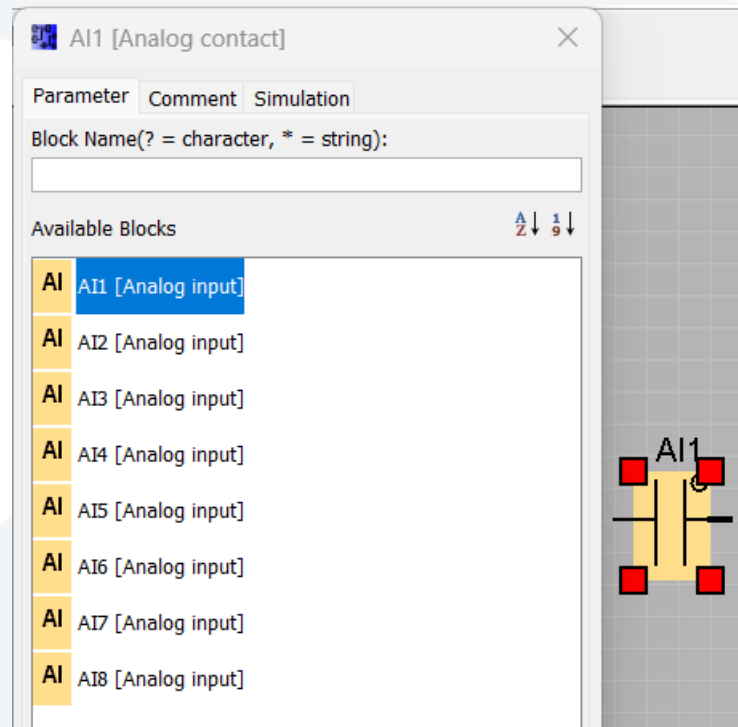 AI1 [Analog contact]
Parameter Comment Simulation
Block Name(? = character, * = string):
Available Blocks
A Z 1 9
AI AI1 [Analog input]
AI AI2 [Analog input]
AI AI3 [Analog input]
AI AI4 [Analog input]
AI AI5 [Analog input]
AI AI6 [Analog input]
AI AI7 [Analog input]
AI AI8 [Analog input]
AI1